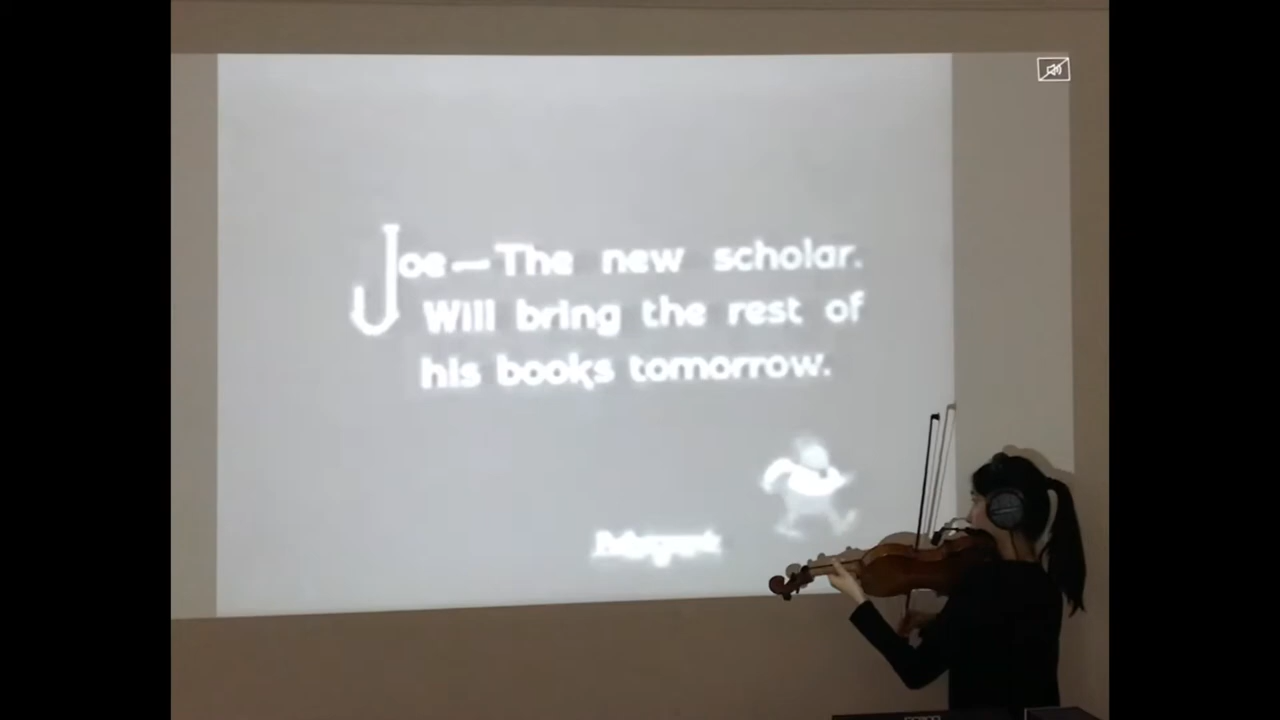 Joe—The new scholar.
Will bring the rest of
his books tomorrow.